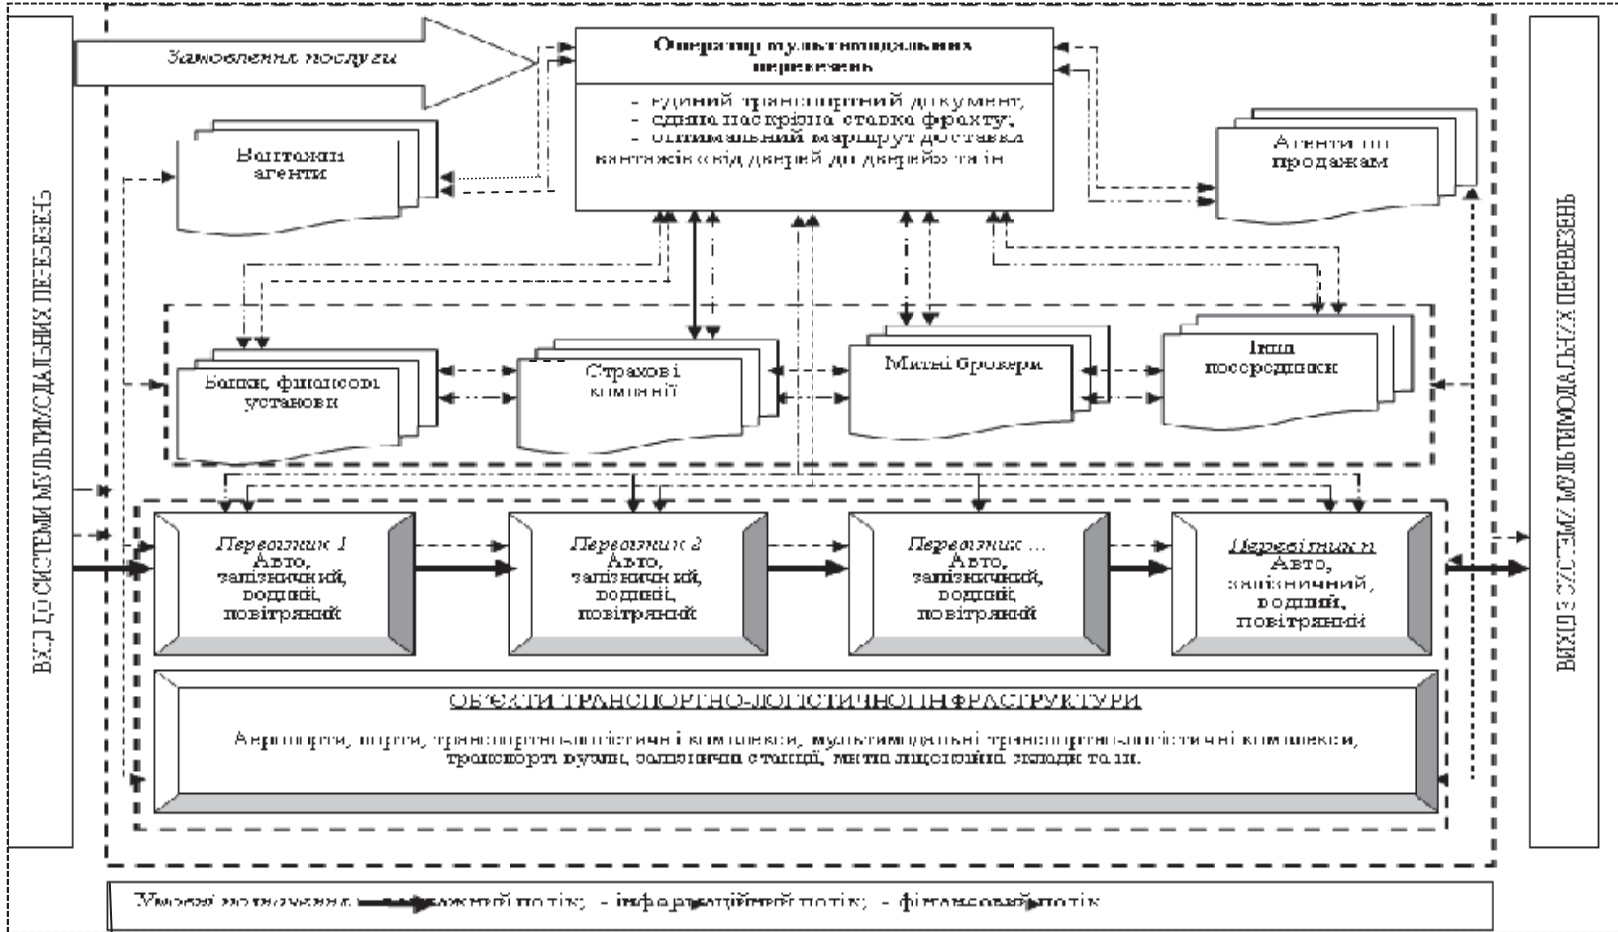 ВХІД ДО СИСТЕМИ МУЛЬТИМОДАЛЬНИХ ПЕРЕВЕЗЕНЬ
Замовлення послуги
Оператор мультимодальних
перевезень
- єдиний транспортний документ,
- єдина наскрізна ставка фрахту,
- оптимальний маршрут доставки
вантажів «від дверей до дверей» та ін
Вантажні
агенти
Агенти по
продажам
Банки, фінансові
установи
Страхові
компанії
Митні брокери
Інші
посередники
Перевізник 1
Авто,
залізничний,
водний,
повітряний
Перевізник 2
Авто,
залізничний,
водний,
повітряний
Перевізник ...
Авто,
залізничний,
водний,
повітряний
Перевізник n
Авто,
залізничний,
водний,
повітряний
ОБ'ЄКТИ ТРАНСПОРТНО-ЛОГІСТИЧНОЇ ІНФРАСТРУКТУРИ
Аеропорти, порти, транспортно-логістичні комплекси, мультимодальні транспортно-логістичні комплекси,
транспорті вузли, залізничні станції, митні ліцензійні склади та ін.
ВИХІД З СИСТЕМИ МУЛЬТИМОДАЛЬНИХ ПЕРЕВЕЗЕНЬ
Умовні позначення: потік; - інформаційний потік; - фінансовий потік